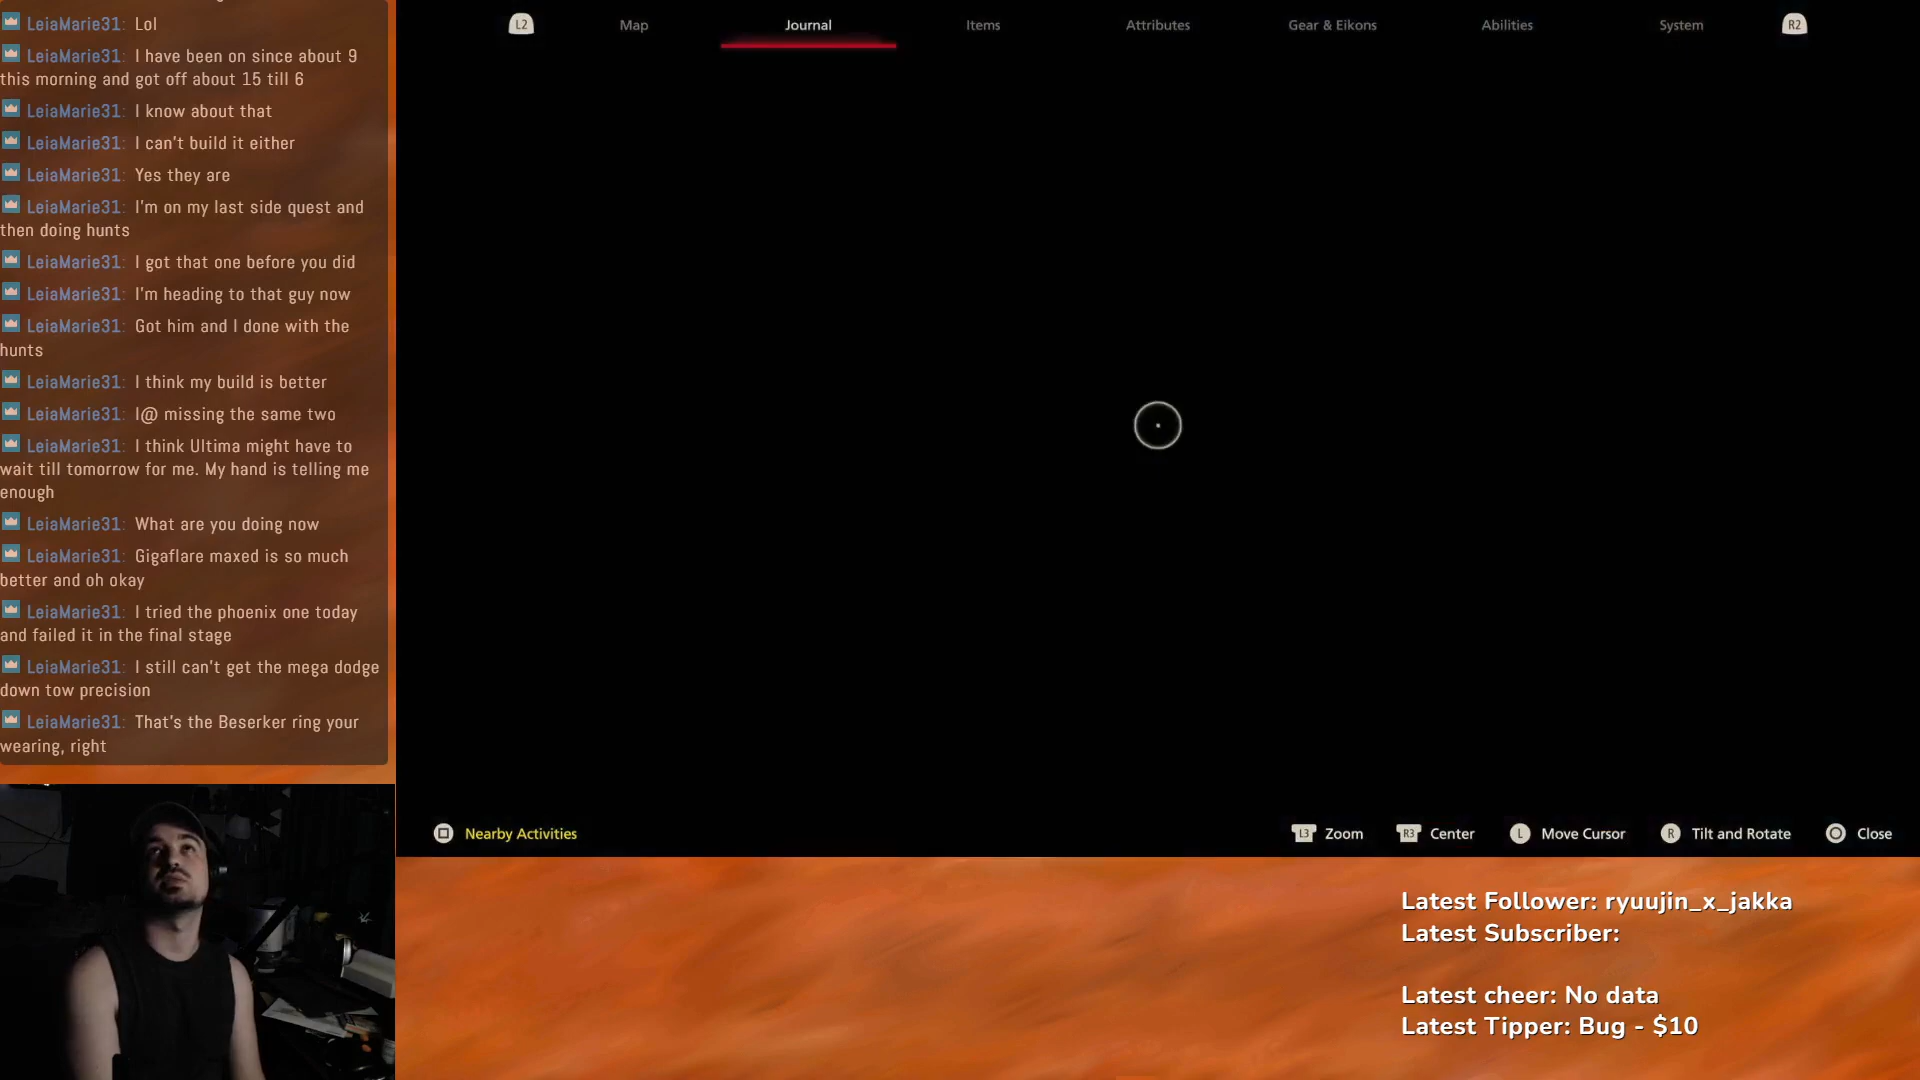 LeiaMarie31: Lol
LeiaMarie31: I have been on since about 9
this morning and got off about 15 till 6
LeiaMarie31: I know about that
LeiaMarie31: I can't build it either
LeiaMarie31: Yes they are
LeiaMarie31: I'm on my last side quest and
then doing hunts
LeiaMarie31: I got that one before you did
LeiaMarie31: I'm heading to that guy now
LeiaMarie31: Got him and I done with the
hunts
LeiaMarie31: I think my build is better
LeiaMarie31: I@ missing the same two
LeiaMarie31: I think Ultima might have to
wait till tomorrow for me. My hand is telling me
enough
LeiaMarie31: What are you doing now
LeiaMarie31: Gigaflare maxed is so much
better and oh okay
LeiaMarie31: I tried the phoenix one today
and failed it in the final stage
LeiaMarie31: I still can't get the mega dodge
down tow precision
LeiaMarie31: That's the Beserker ring your
wearing, right
L2 Map Journal Items Attributes Gear & Eikons Abilities System R2
Nearby Activities L3 Zoom R3 Center L Move Cursor R Tilt and Rotate Close
Latest Follower: ryuujin_x_jakka
Latest Subscriber:
Latest cheer: No data
Latest Tipper: Bug - $10